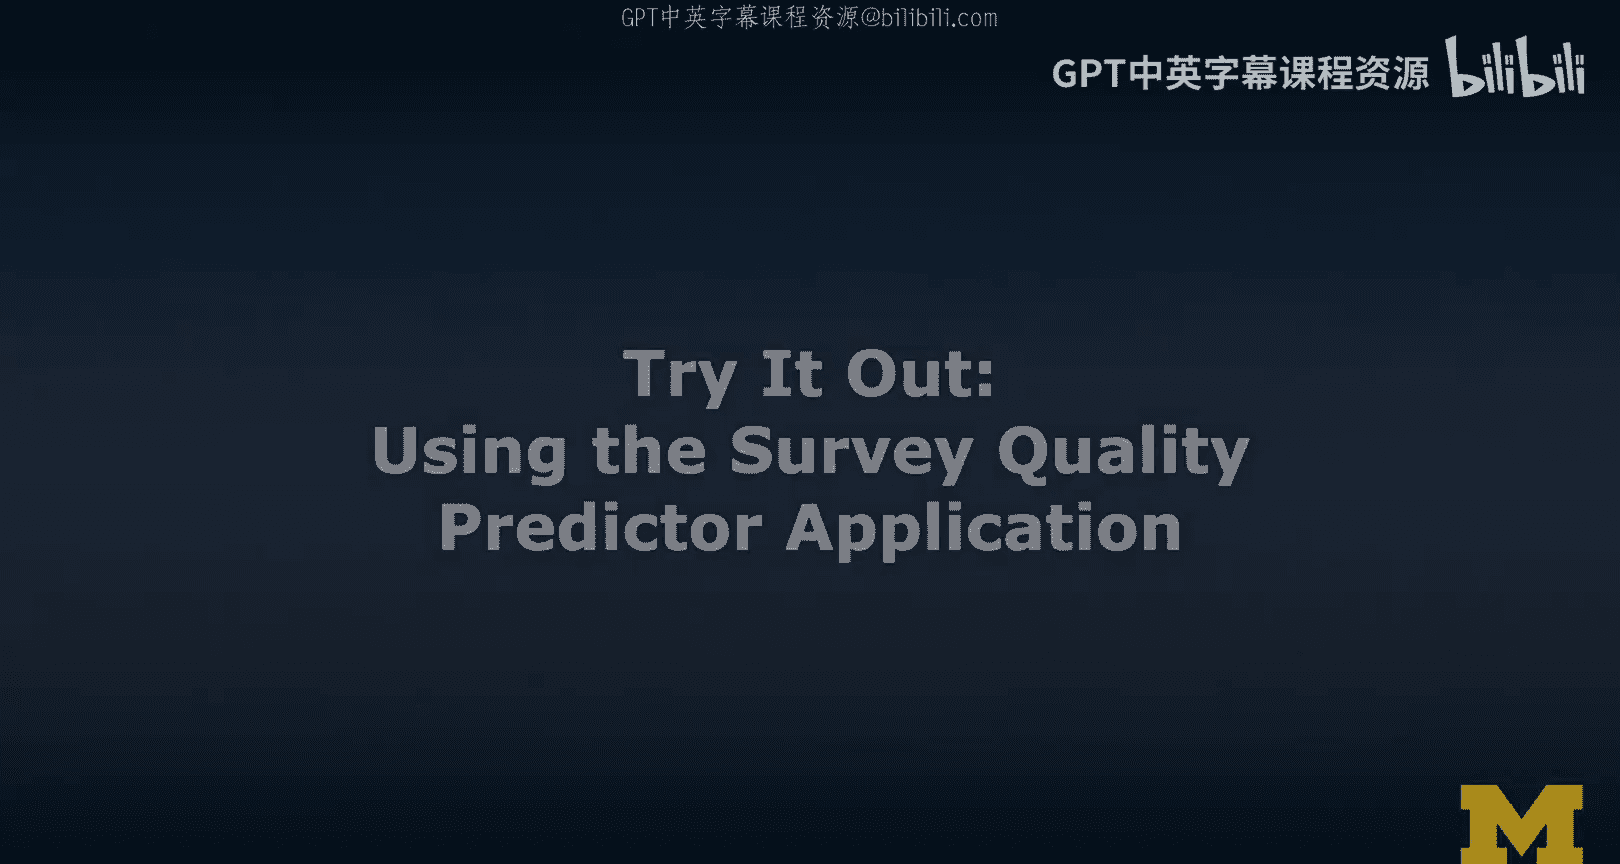 GPT中英字幕课程资源@bilibili.com
GPT中英字幕课程资源 bilibili
Try It Out:
Using the Survey Quality
Predictor Application
M